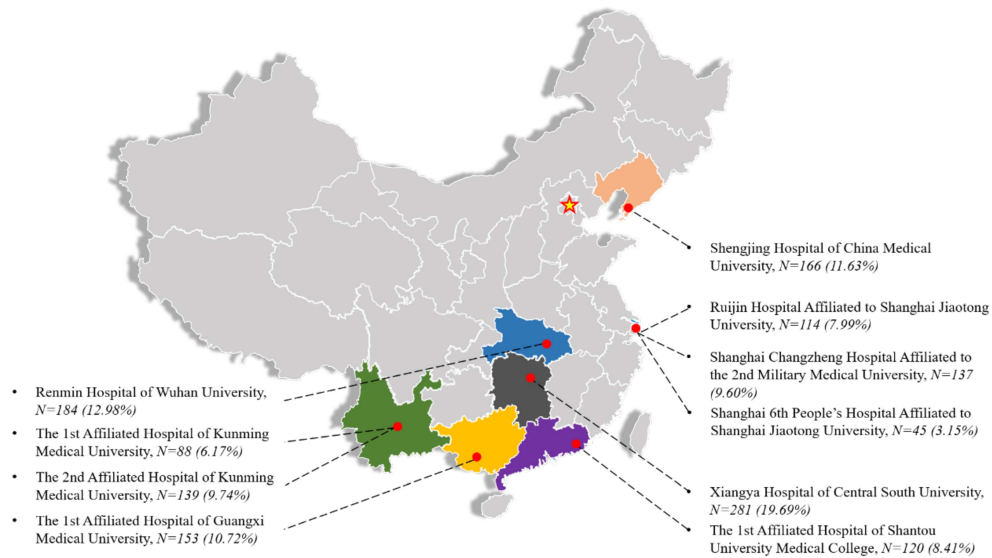 Shengjing Hospital of China Medical
University, N=166 (11.63%)
Ruijin Hospital Affiliated to Shanghai Jiaotong
University, N=114 (7.99%)
Shanghai Changzheng Hospital Affiliated to
the 2nd Military Medical University, N=137
(9.60%)
Shanghai 6th People's Hospital Affiliated to
Shanghai Jiaotong University, N=45 (3.15%)
• Renmin Hospital of Wuhan University,
N=184 (12.98%)
• The 1st Affiliated Hospital of Kunming
Medical University, N=88 (6.17%)
• The 2nd Affiliated Hospital of Kunming
Medical University, N=139 (9.74%)
• The 1st Affiliated Hospital of Guangxi
Medical University, N=153 (10.72%)
Xiangya Hospital of Central South University,
N=281 (19.69%)
The 1st Affiliated Hospital of Shantou
University Medical College, N=120 (8.41%)